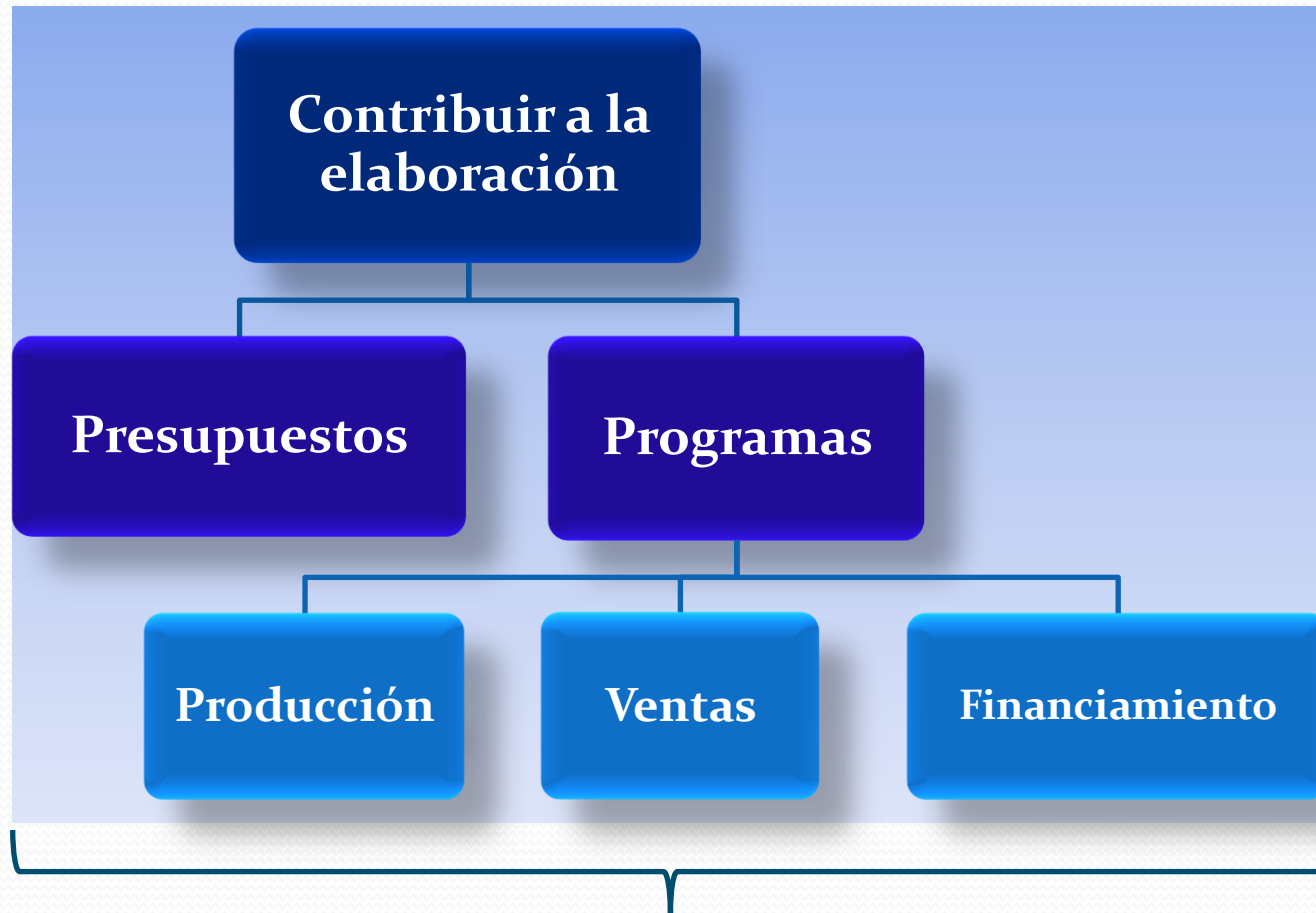 Contribuir a la
elaboración
Presupuestos
Programas
Producción
Ventas
Financiamiento